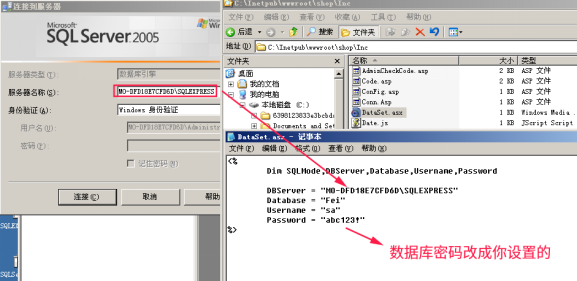 连接到服务器
Microsoft
SQL Server 2005
服务器类型(T): 数据库引擎
服务器名称(S): MO-DFD18E7CFD6D\SQLEXPRESS
身份验证(A): Windows 身份验证
用户名(U): MO-DFD18E7CFD6D\Administr
密码(P):
记住密码(M)
连接(C) 取消 帮助
C:\Inetpub\wwwroot\shop\Inc
文件(F) 编辑(E) 查看(V) 收藏(A) 工具(T) 帮助(H)
后退 搜索 文件夹
地址(D) C:\Inetpub\wwwroot\shop\Inc
文件夹
桌面
我的文档
我的电脑
本地磁盘 (C:)
6398123833a3bcbdc
Documents and Set
名称 大小 类型
AdminCheckCode.asp 2 KB ASP 文件
Code.asp 2 KB ASP 文件
ConFig.asp 1 KB ASP 文件
Conn.Asp 1 KB ASP 文件
DataSet.asx 1 KB Windows Media
Date.js 7 KB JScript Script
DataSet.asx - 记事本
文件(F) 编辑(E) 格式(O) 查看(V) 帮助(H)
<%
Dim SQLMode,DBServer,Database,Username,Password
DBServer = "MO-DFD18E7CFD6D\SQLEXPRESS"
Database = "Fei"
Username = "sa"
Password = "abc123!"
%>
数据库密码改成你设置的